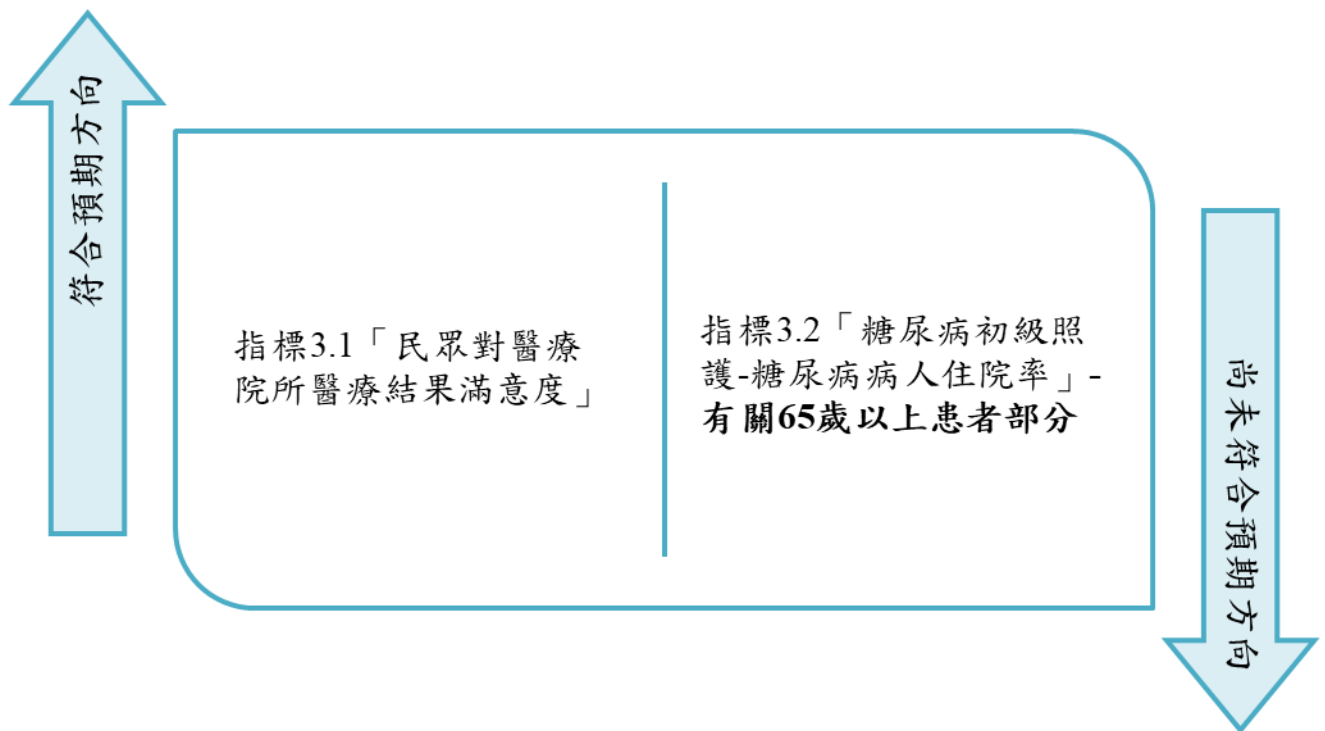 符合預期方向
指標3.1「民眾對醫療
院所醫療結果滿意度」
指標3.2「糖尿病初級照
護-糖尿病病人住院率」-
有關65歲以上患者部分
尚未符合預期方向